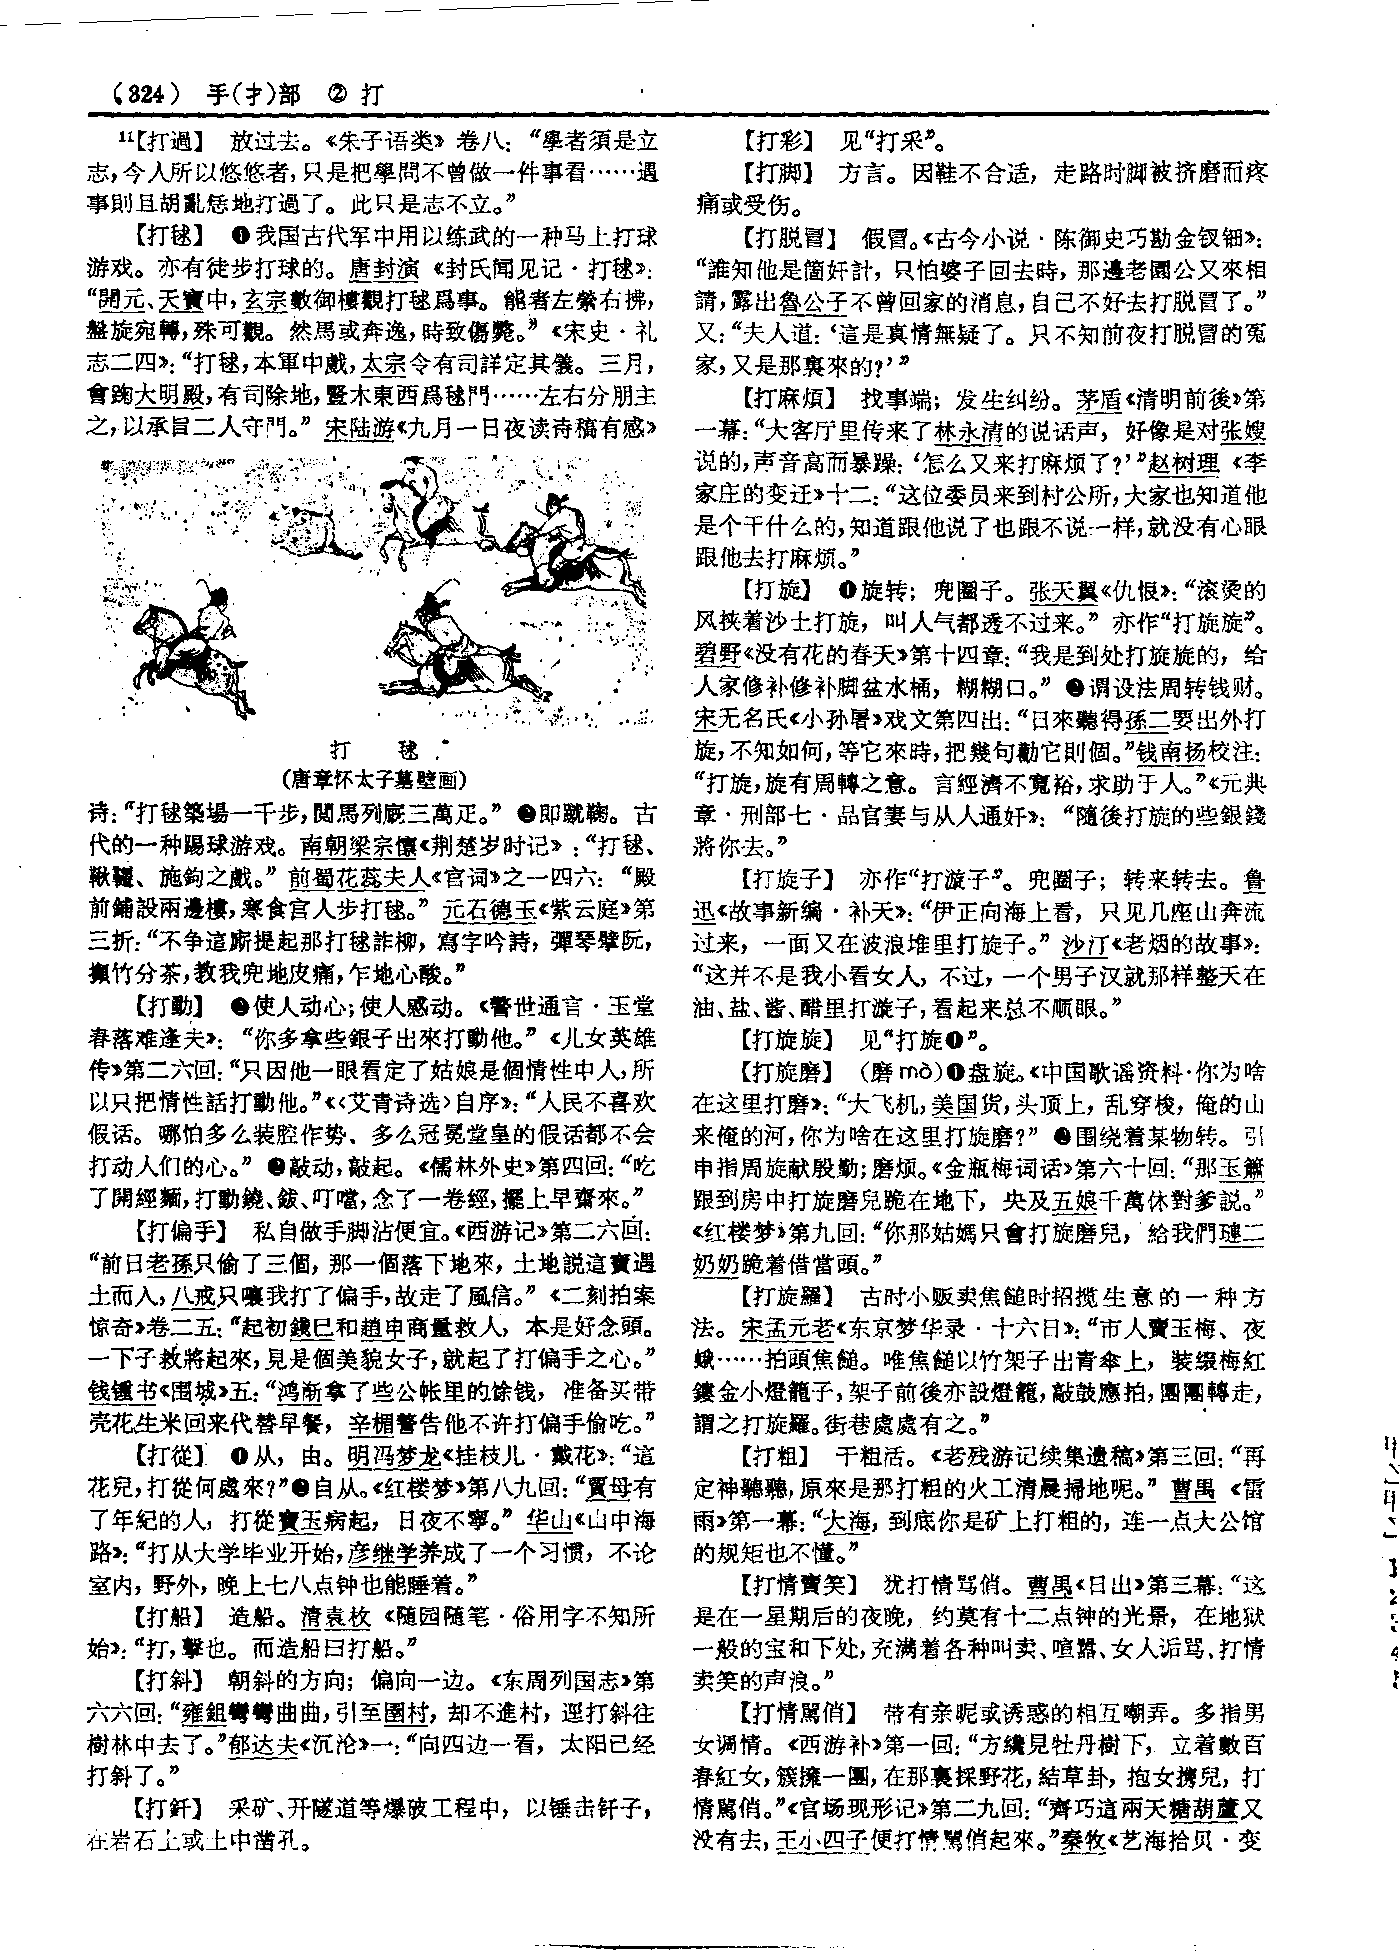 (324) 手(扌)部 ② 打
11【打過】 放过去。《朱子语类》卷八：“學者須是立
志，今人所以悠悠者，只是把學問不曾做一件事看……遇
事則且胡亂恁地打過了。此只是志不立。”
【打毬】 ❶我国古代军中用以练武的一种马上打球
游戏。亦有徒步打球的。唐封演《封氏闻见记·打毬》：
“開元、天寶中，玄宗數御樓觀打毬爲事。能者左縈右拂，
盤旋宛轉，殊可觀。然馬或奔逸，時致傷斃。”《宋史·礼
志二四》：“打毬，本軍中戲，太宗令有司詳定其儀。三月，
會鞠大明殿，有司除地，豎木東西爲毬門……左右分朋主
之，以承旨二人守門。”宋陆游《九月一日夜读诗稿有感》
打 毬
(唐章怀太子墓壁画)
诗：“打毬築場一千步，閲馬列廐三萬疋。”❷即蹴鞠。古
代的一种踢球游戏。南朝梁宗懔《荆楚岁时记》：“打毬、
鞦韆、施鉤之戲。”前蜀花蕊夫人《宫词》之一四六：“殿
前鋪設兩邊樓，寒食宫人步打毬。”元石德玉《紫云庭》第
三折：“不争這廝提起那打毬詐柳，寫字吟詩，彈琴擘阮，
攧竹分茶，教我兜地皮痛，乍地心酸。”
【打動】 ❶使人动心；使人感动。《警世通言·玉堂
春落难逢夫》：“你多拿些銀子出來打動他。”《儿女英雄
传》第二六回：“只因他一眼看定了姑娘是個情性中人，所
以只把情性話打動他。”《〈艾青诗选〉自序》：“人民不喜欢
假话。哪怕多么装腔作势、多么冠冕堂皇的假话都不会
打动人们的心。”❷敲动，敲起。《儒林外史》第四回：“吃
了開經麵，打動鐃、鈸、叮噹，念了一卷經，擺上早齋來。”
【打偏手】 私自做手脚沾便宜。《西游记》第二六回：
“前日老孫只偷了三個，那一個落下地來，土地説這寶遇
土而入，八戒只嚷我打了偏手，故走了風信。”《二刻拍案
惊奇》卷二五：“起初錢巳和趙申商量救人，本是好念頭。
一下子救將起來，見是個美貌女子，就起了打偏手之心。”
钱锺书《围城》五：“鸿渐拿了些公帐里的馀钱，准备买带
壳花生米回来代替早餐，辛楣警告他不许打偏手偷吃。”
【打從】 ❶从，由。明冯梦龙《挂枝儿·戴花》：“這
花兒，打從何處來？”❷自从。《红楼梦》第八九回：“賈母有
了年紀的人，打從寶玉病起，日夜不寧。”华山《山中海
路》：“打从大学毕业开始，彦继学养成了一个习惯，不论
室内，野外，晚上七八点钟也能睡着。”
【打船】 造船。清袁枚《随园随笔·俗用字不知所
始》：“打，擊也。而造船曰打船。”
【打斜】 朝斜的方向；偏向一边。《东周列国志》第
六六回：“雍鉏彎彎曲曲，引至圉村，却不進村，逕打斜往
樹林中去了。”郁达夫《沉沦》一：“向四边一看，太阳已经
打斜了。”
【打釺】 采矿、开隧道等爆破工程中，以锤击钎子，
在岩石上或土中凿孔。
【打彩】 见“打采”。
【打脚】 方言。因鞋不合适，走路时脚被挤磨而疼
痛或受伤。
【打脱冒】 假冒。《古今小说·陈御史巧勘金钗钿》：
“誰知他是箇奸計，只怕婆子回去時，那邊老園公又來相
請，露出魯公子不曾回家的消息，自己不好去打脱冒了。”
又：“夫人道：‘這是真情無疑了。只不知前夜打脱冒的冤
家，又是那裏來的？’”
【打麻煩】 找事端；发生纠纷。茅盾《清明前後》第
一幕：“大客厅里传来了林永清的说话声，好像是对张嫂
说的，声音高而暴躁：‘怎么又来打麻烦了？’”赵树理《李
家庄的变迁》十二：“这位委员来到村公所，大家也知道他
是个干什么的，知道跟他说了也跟不说一样，就没有心眼
跟他去打麻烦。”
【打旋】 ❶旋转；兜圈子。张天翼《仇恨》：“滚烫的
风挟着沙土打旋，叫人气都透不过来。”亦作“打旋旋”。
碧野《没有花的春天》第十四章：“我是到处打旋旋的，给
人家修补修补脚盆水桶，糊糊口。”❷谓设法周转钱财。
宋无名氏《小孙屠》戏文第四出：“日來聽得孫二要出外打
旋，不知如何，等它來時，把幾句勸它則個。”钱南扬校注：
“打旋，旋有周轉之意。言經濟不寬裕，求助于人。”《元典
章·刑部七·品官妻与从人通奸》：“隨後打旋的些銀錢
將你去。”
【打旋子】 亦作“打漩子”。兜圈子；转来转去。鲁
迅《故事新编·补天》：“伊正向海上看，只见几座山奔流
过来，一面又在波浪堆里打旋子。”沙汀《老烟的故事》：
“这并不是我小看女人，不过，一个男子汉就那样整天在
油、盐、酱、醋里打漩子，看起来总不顺眼。”
【打旋旋】 见“打旋❶”。
【打旋磨】 (磨mò)❶盘旋。《中国歌谣资料·你为啥
在这里打磨》：“大飞机，美国货，头顶上，乱穿梭，俺的山
来俺的河，你为啥在这里打旋磨？”❷围绕着某物转。引
申指周旋献殷勤；磨烦。《金瓶梅词话》第六十回：“那玉簫
跟到房中打旋磨兒跪在地下，央及五娘千萬休對爹説。”
《红楼梦》第九回：“你那姑媽只會打旋磨兒，給我們璉二
奶奶跪着借當頭。”
【打旋羅】 古时小贩卖焦䭔时招揽生意的一种方
法。宋孟元老《东京梦华录·十六日》：“市人賣玉梅、夜
蛾……拍頭焦䭔。唯焦䭔以竹架子出青傘上，裝綴梅紅
鏤金小燈籠子，架子前後亦設燈籠，敲鼓應拍，團團轉走，
謂之打旋羅。街巷處處有之。”
【打粗】 干粗活。《老残游记续集遗稿》第三回：“再
定神聽聽，原來是那打粗的火工清晨掃地呢。”曹禺《雷
雨》第一幕：“大海，到底你是矿上打粗的，连一点大公馆
的规矩也不懂。”
【打情賣笑】 犹打情骂俏。曹禺《日出》第三幕：“这
是在一星期后的夜晚，约莫有十二点钟的光景，在地狱
一般的宝和下处，充满着各种叫卖、喧嚣、女人诟骂、打情
卖笑的声浪。”
【打情駡俏】 带有亲昵或诱惑的相互嘲弄。多指男
女调情。《西游补》第一回：“方纔見牡丹樹下，立着數百
春紅女，簇擁一團，在那裏採野花，結草卦，抱女携兒，打
情駡俏。”《官场现形记》第二九回：“齊巧這兩天糖葫蘆又
没有去，王小四子便打情駡俏起來。”秦牧《艺海拾贝·变